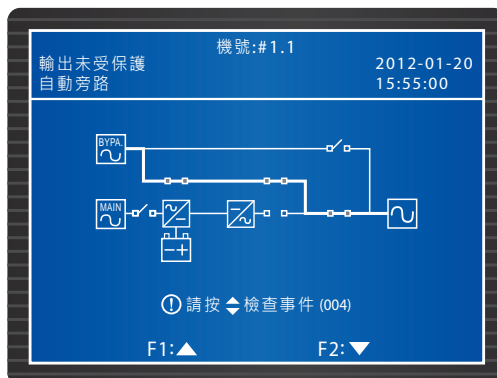 機號:#1.1
輸出未受保護
2012-01-20
自動旁路
15:55:00
BYPA.
MAIN
請按 檢查事件 (004)
F1:▲ F2:▼